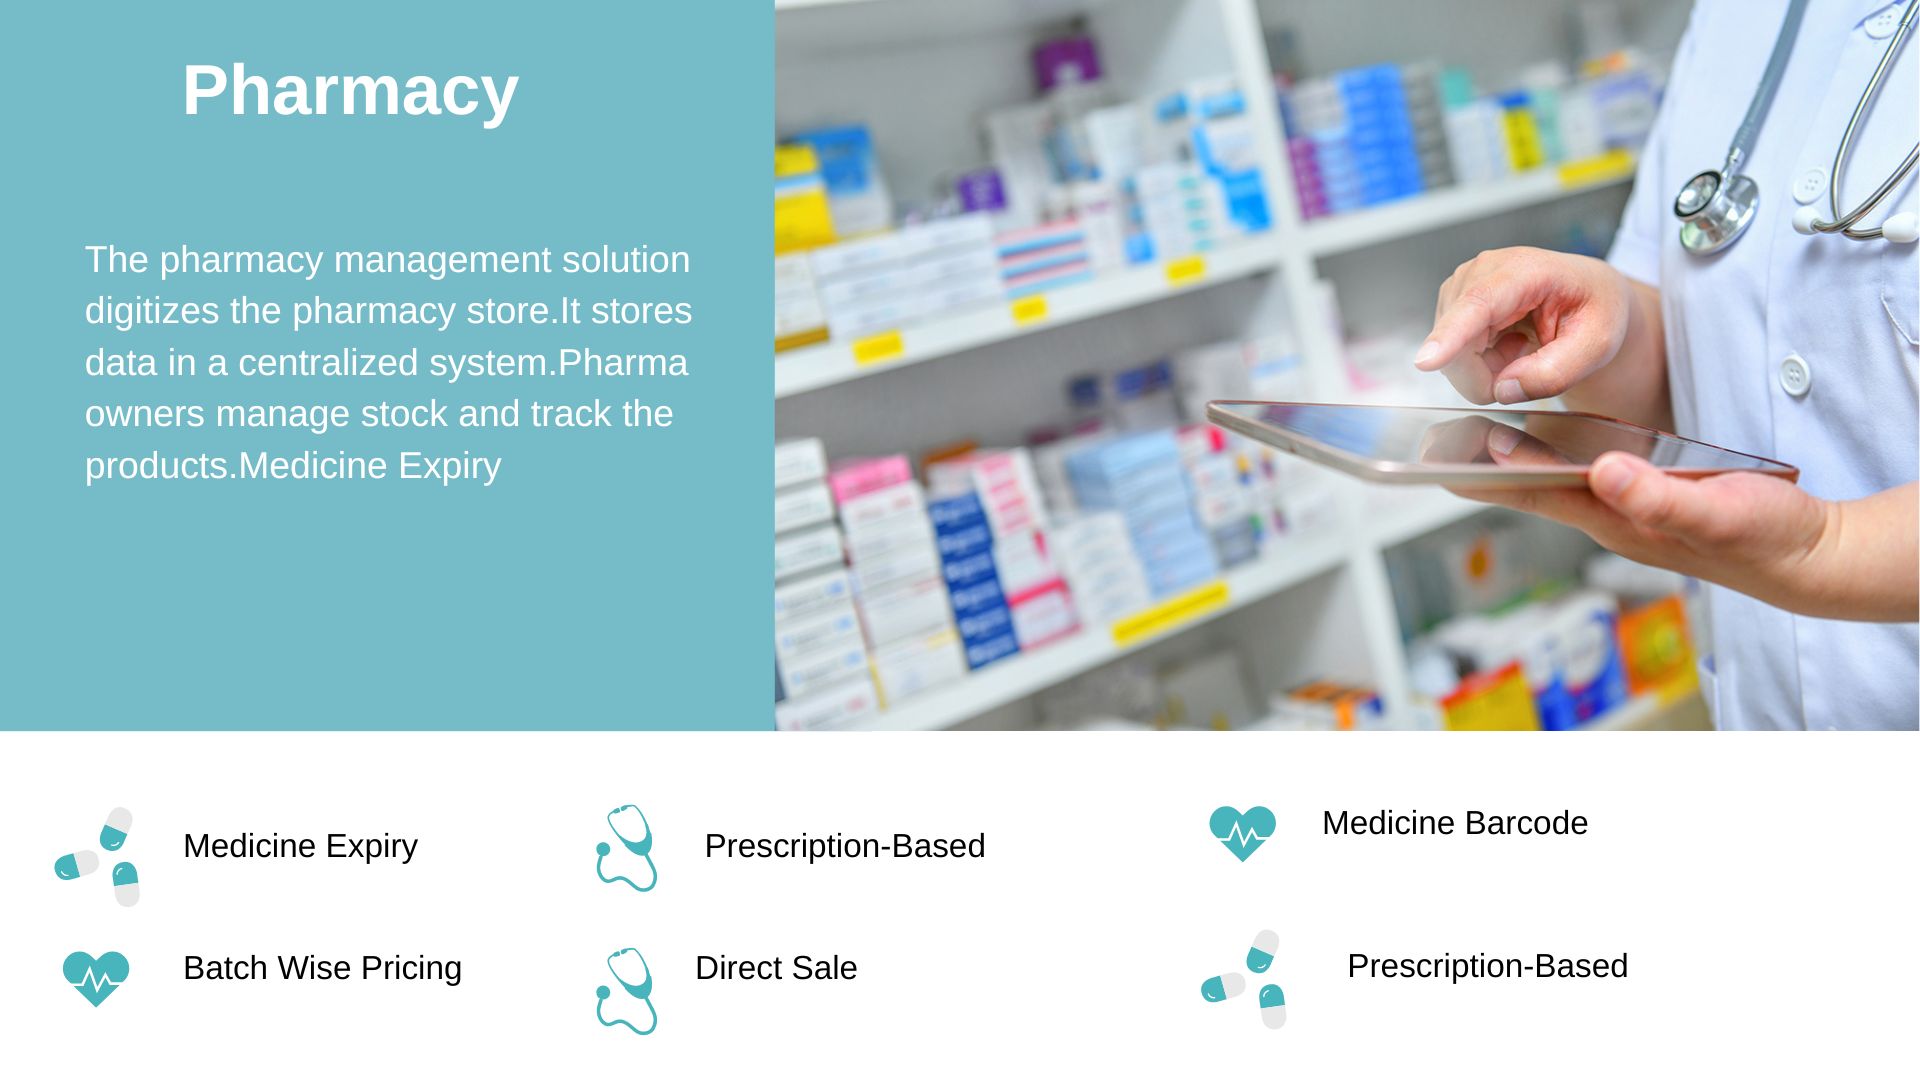 Pharmacy
The pharmacy management solution
digitizes the pharmacy store.It stores
data in a centralized system.Pharma
owners manage stock and track the
products.Medicine Expiry
Medicine Expiry
Prescription-Based
Medicine Barcode
Batch Wise Pricing
Direct Sale
Prescription-Based